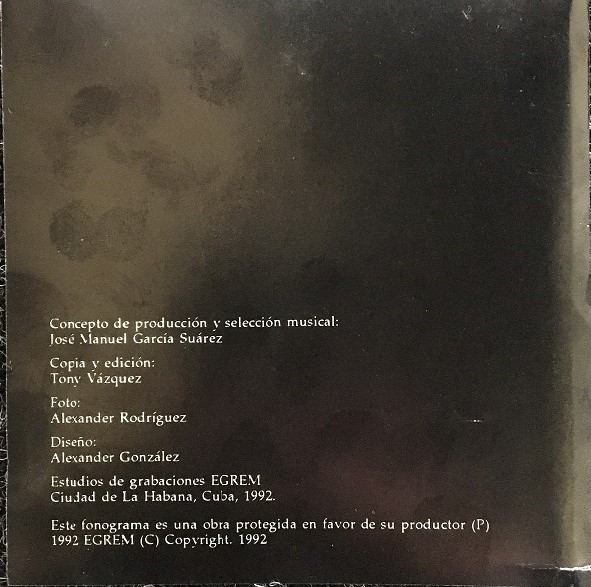 Concepto de producción y selección musical:
José Manuel García Suárez
Copia y edición:
Tony Vázquez
Foto:
Alexander Rodríguez
Diseño:
Alexander González
Estudios de grabaciones EGREM
Ciudad de La Habana, Cuba, 1992.
Este fonograma es una obra protegida en favor de su productor (P)
1992 EGREM (C) Copyright. 1992